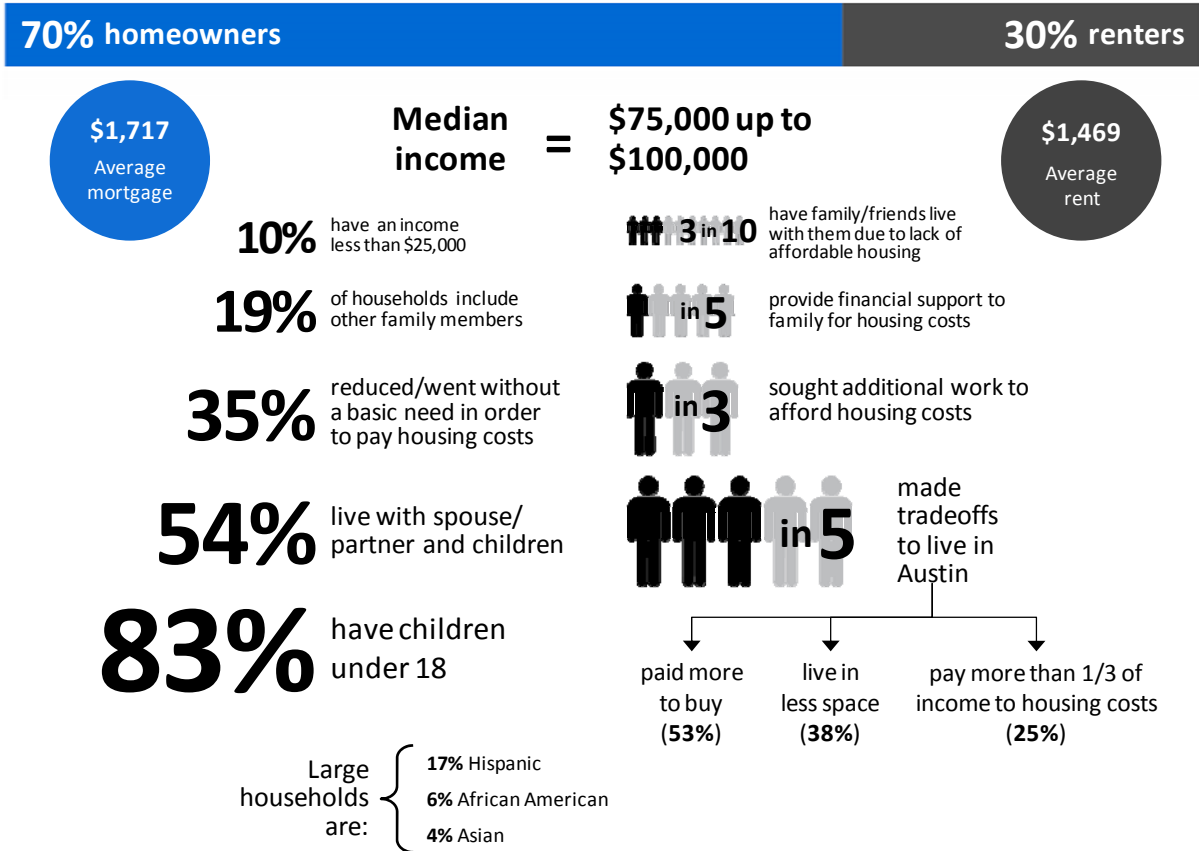 70% homeowners
30% renters
$1,717
Average
mortgage
Median
income
=
$75,000 up to
$100,000
$1,469
Average
rent
10%
have an income
less than $25,000
3 in 10
have family/friends live
with them due to lack of
affordable housing
19%
of households include
other family members
in 5
provide financial support to
family for housing costs
35%
reduced/went without
a basic need in order
to pay housing costs
in 3
sought additional work to
afford housing costs
54%
live with spouse/
partner and children
in 5
made
tradeoffs
to live in
Austin
83%
have children
under 18
paid more
to buy
(53%)
live in
less space
(38%)
pay more than 1/3 of
income to housing costs
(25%)
Large
households
are:
17% Hispanic
6% African American
4% Asian